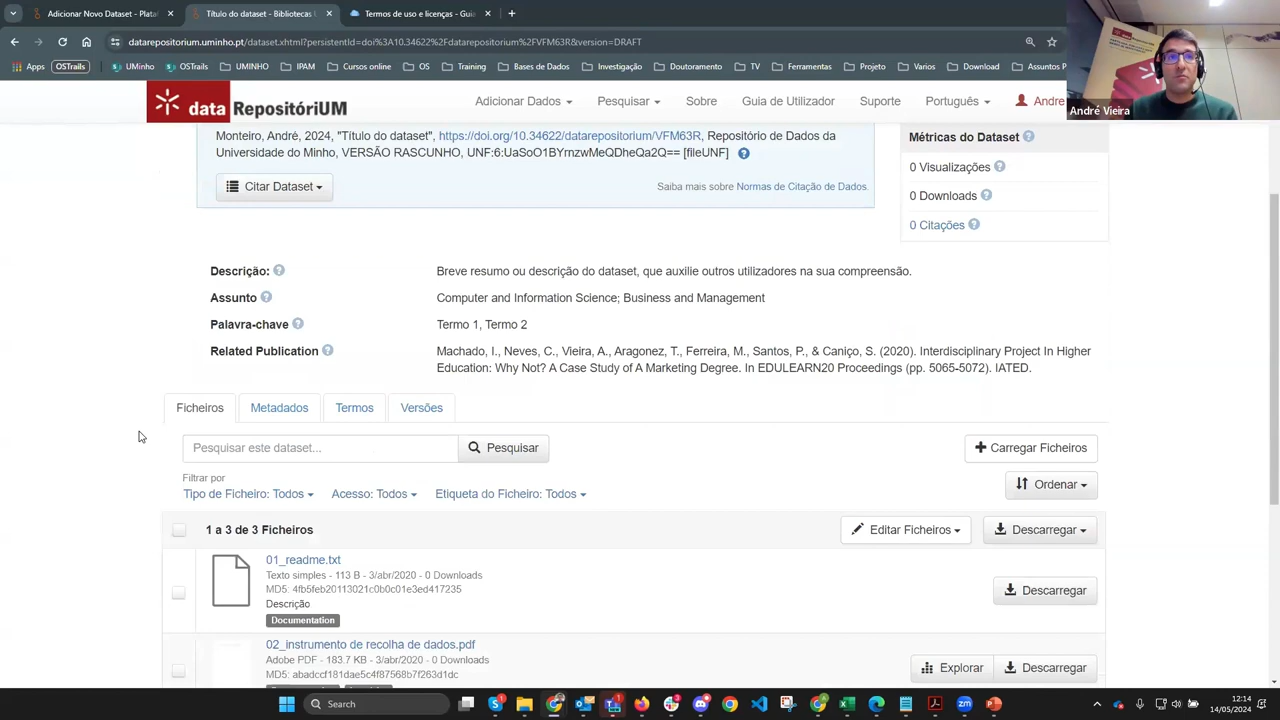 Adicionar Novo Dataset - Plat
Título do dataset - Bibliotecas
Termos de uso e licenças - Guia
datarepositorium.uminho.pt/dataset.xhtml?persistentId=doi%3A10.34622%2Fdatarepositorium%2FVFM63R&version=DRAFT
Apps
OSTrails
UMinho
IPAM
Cursos online
OS
Training
Bases de Dados
Investigação
Doutoramento
TV
Ferramentas
Projeto
Varios
Download
Assuntos P
André Vieira
data RepositóriUM
Adicionar Dados
Pesquisar
Sobre
Guia de Utilizador
Suporte
Português
Andre
Monteiro, André, 2024, "Título do dataset", https://doi.org/10.34622/datarepositorium/VFM63R, Repositório de Dados da
Universidade do Minho, VERSÃO RASCUNHO, UNF:6:UaSoO1BYrnzwMeQDheQa2Q== [fileUNF]
Citar Dataset
Saiba mais sobre Normas de Citação de Dados.
Métricas do Dataset
0 Visualizações
0 Downloads
0 Citações
Descrição:
Breve resumo ou descrição do dataset, que auxilie outros utilizadores na sua compreensão.
Assunto
Computer and Information Science; Business and Management
Palavra-chave
Termo 1, Termo 2
Related Publication
Machado, I., Neves, C., Vieira, A., Aragonez, T., Ferreira, M., Santos, P., & Caniço, S. (2020). Interdisciplinary Project In Higher
Education: Why Not? A Case Study of A Marketing Degree. In EDULEARN20 Proceedings (pp. 5065-5072). IATED.
Ficheiros
Metadados
Termos
Versões
Pesquisar este dataset...
Pesquisar
Carregar Ficheiros
Filtrar por
Tipo de Ficheiro: Todos
Acesso: Todos
Etiqueta do Ficheiro: Todos
Ordenar
1 a 3 de 3 Ficheiros
Editar Ficheiros
Descarregar
01_readme.txt
Texto simples - 113 B - 3/abr/2020 - 0 Downloads
MD5: 4fb5feb20113021c0b0c01e3ed417235
Descrição
Documentation
Descarregar
02_instrumento de recolha de dados.pdf
Adobe PDF - 183.7 KB - 3/abr/2020 - 0 Downloads
MD5: abadccf181dae5c4f87568b7f263d1dc
Explorar
Descarregar
Search
12:14
14/05/2024